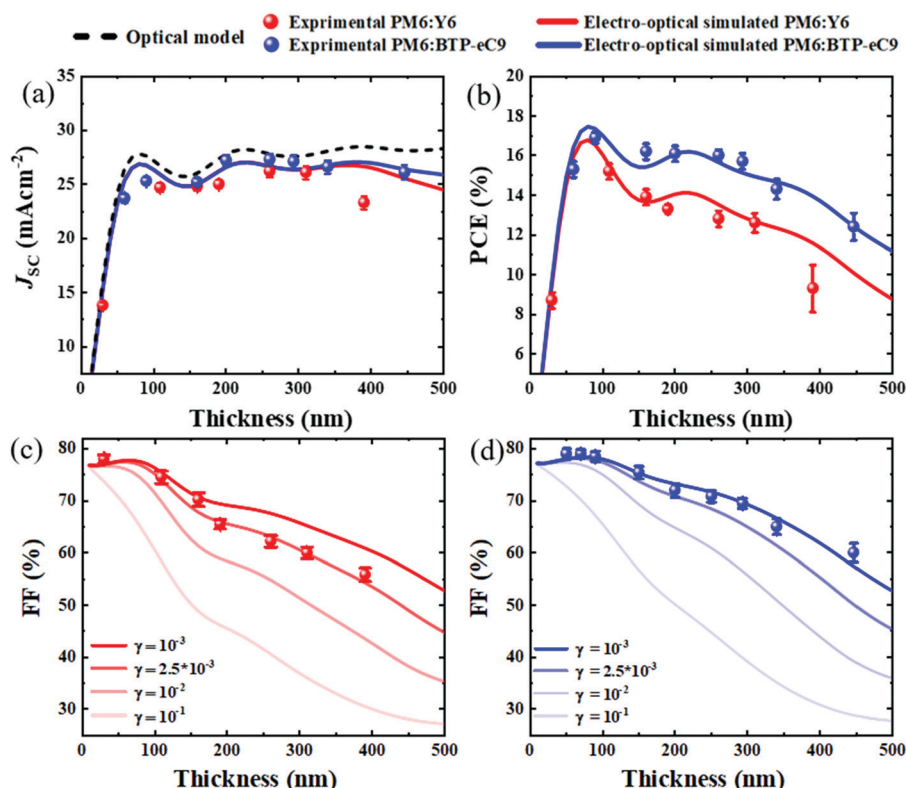 Optical model
Exprimental PM6:Y6
Exprimental PM6:BTP-eC9
Electro-optical simulated PM6:Y6
Electro-optical simulated PM6:BTP-eC9
(a)
J_SC (mAcm⁻²)
35
30
25
20
15
10
0 100 200 300 400 500
Thickness (nm)
(b)
PCE (%)
20
18
16
14
12
10
8
6
0 100 200 300 400 500
Thickness (nm)
(c)
FF (%)
80
70
60
50
40
30
γ = 10⁻³
γ = 2.5*10⁻³
γ = 10⁻²
γ = 10⁻¹
0 100 200 300 400 500
Thickness (nm)
(d)
FF (%)
80
70
60
50
40
30
γ = 10⁻³
γ = 2.5*10⁻³
γ = 10⁻²
γ = 10⁻¹
0 100 200 300 400 500
Thickness (nm)